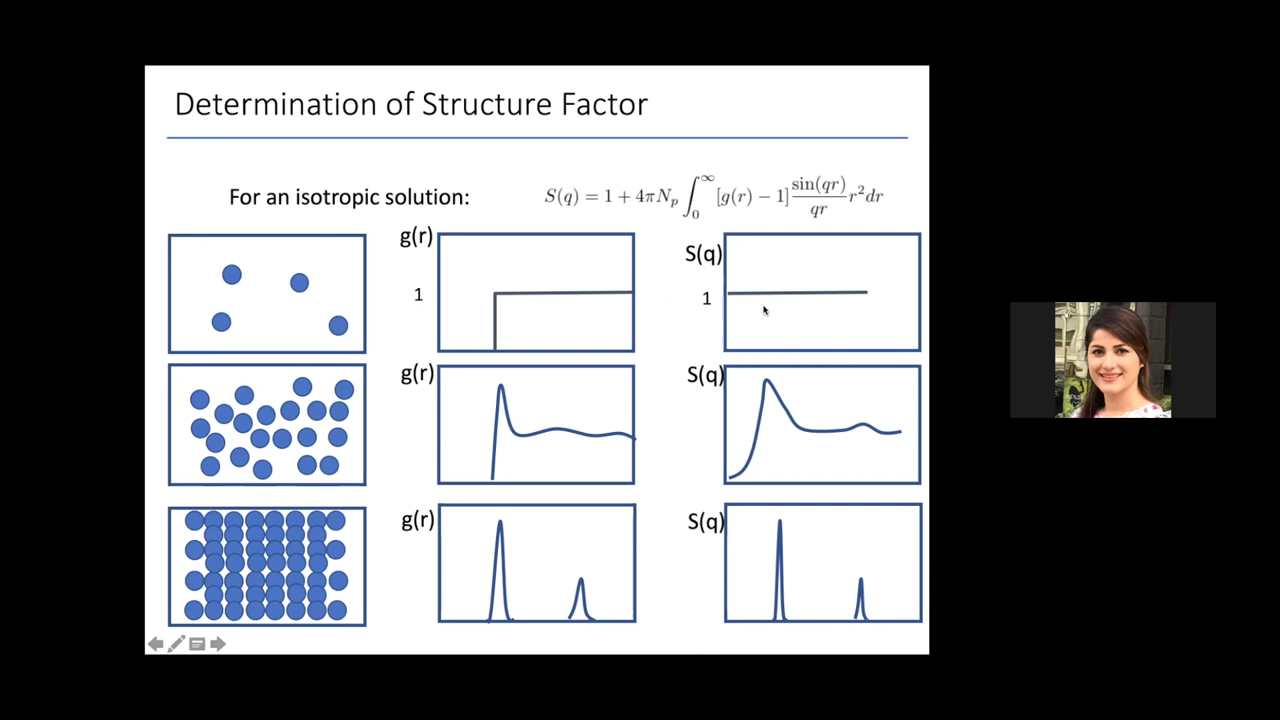 Determination of Structure Factor
For an isotropic solution:
S(q) = 1 + 4πN_p ∫_0^∞ [g(r) − 1] sin(qr)/qr r² dr
g(r)
S(q)
1
1
g(r)
S(q)
g(r)
S(q)